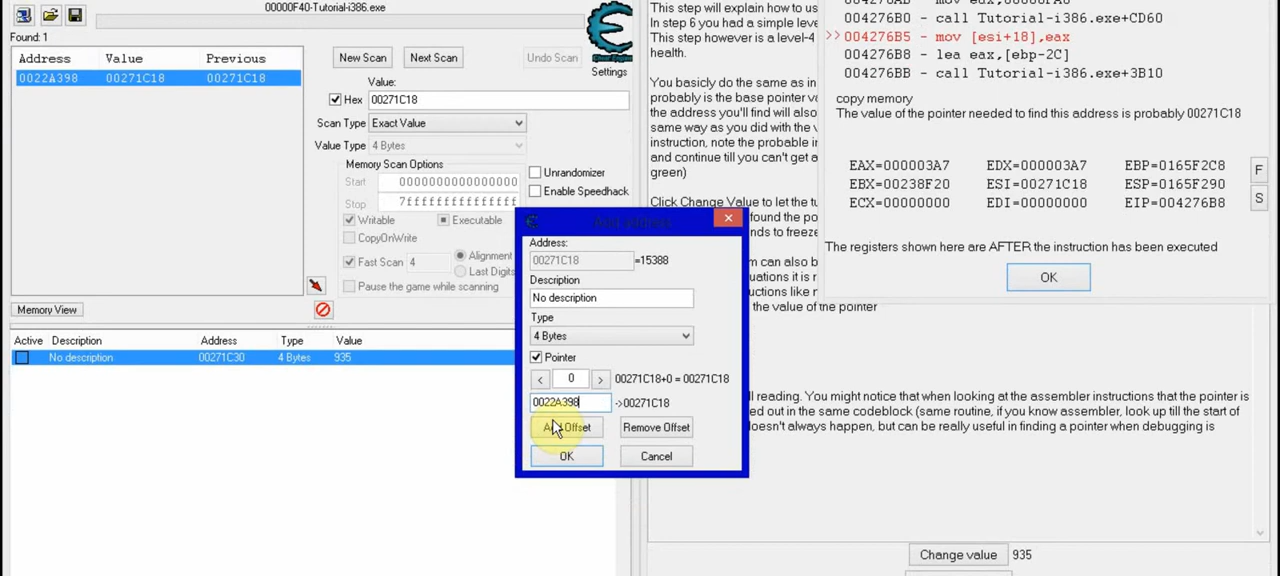 00000F40-Tutorial-i386.exe
Found: 1
Address Value Previous
0022A398 00271C18 00271C18
New Scan Next Scan Undo Scan
Settings
Value:
Hex 00271C18
Scan Type Exact Value
Value Type 4 Bytes
Memory Scan Options
Start 0000000000000000
Stop 7fffffffffffffff
Writable Executable
CopyOnWrite
Fast Scan 4 Alignment
Last Digits
Pause the game while scanning
Unrandomizer
Enable Speedhack
Memory View
Active Description Address Type Value
No description 00271C30 4 Bytes 935
Address:
00271C18 =15388
Description
No description
Type
4 Bytes
Pointer
< 0 > 00271C18+0 = 00271C18
0022A398 ->00271C18
Add Offset Remove Offset
OK Cancel
This step will explain how to us
In step 6 you had a simple leve
This step however is a level-4
health.
You basicly do the same as in
probably is the base pointer va
the address you'll find will also
same way as you did with the v
instruction, note the probable in
and continue till you can't get a
green)
Click Change Value to let the tu
found the po
nds to freeze
m can also b
uations it is r
uctions like r
the value of the pointer
ll reading. You might notice that when looking at the assembler instructions that the pointer is
ed out in the same codeblock (same routine, if you know assembler, look up till the start of
doesn't always happen, but can be really useful in finding a pointer when debugging is
Change value 935
004276B0 - call Tutorial-i386.exe+CD60
>> 004276B5 - mov [esi+18],eax
004276B8 - lea eax,[ebp-2C]
004276BB - call Tutorial-i386.exe+3B10
copy memory
The value of the pointer needed to find this address is probably 00271C18
EAX=000003A7 EDX=000003A7 EBP=0165F2C8
EBX=00238F20 ESI=00271C18 ESP=0165F290
ECX=00000000 EDI=00000000 EIP=004276B8
F
S
The registers shown here are AFTER the instruction has been executed
OK